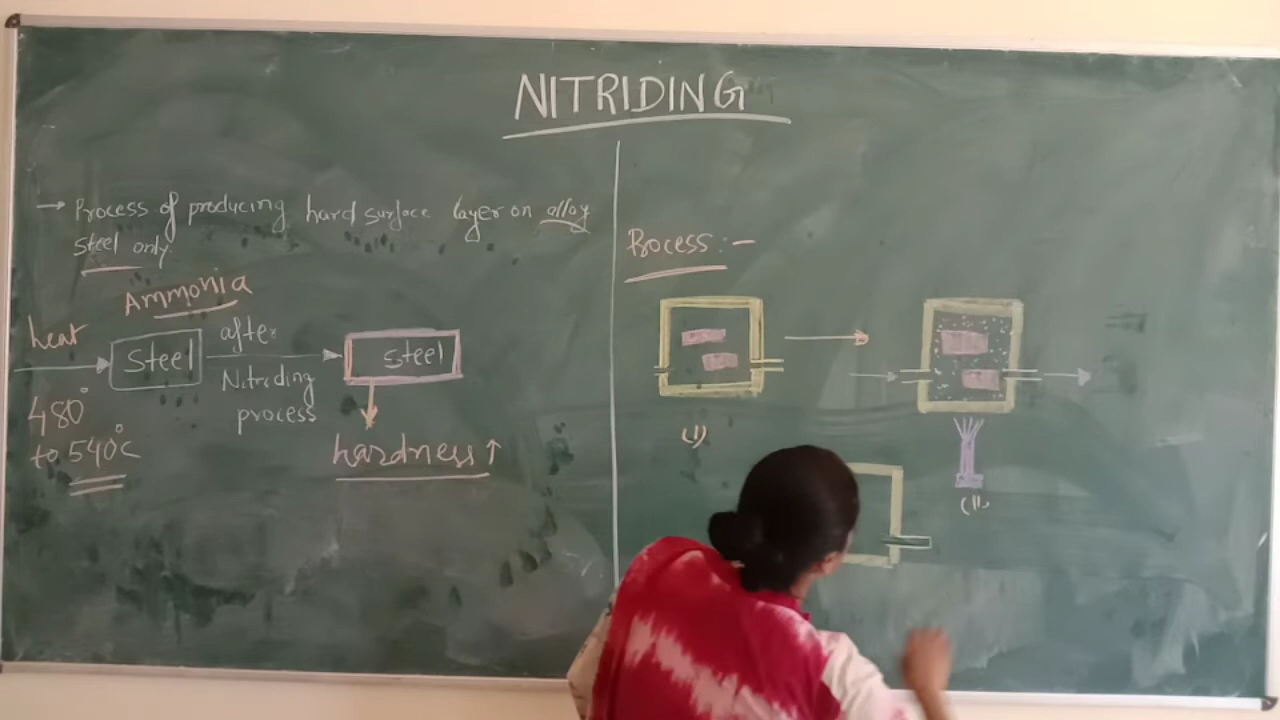 NITRIDING
→ Process of producing hard surface layer on alloy
steel only.
Ammonia
heat
480°
to 540°C
steel
after
Nitriding
process
steel
hardness ↑
Process :-
(I)
(II)